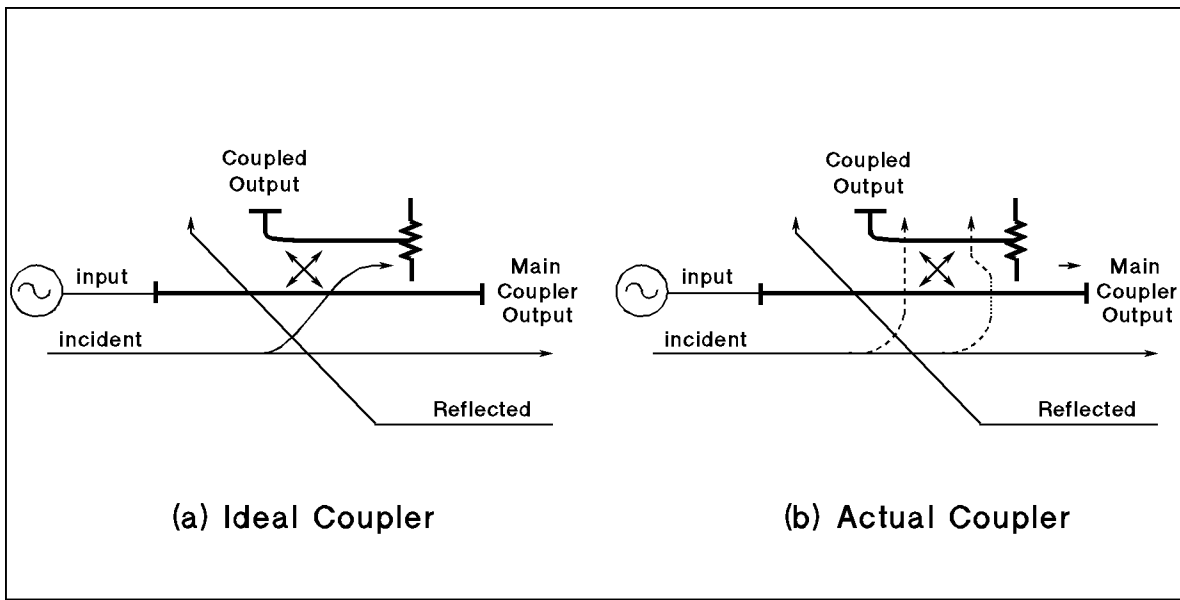 Coupled
Output
input
Main
Coupler
Output
incident
Reflected
(a) Ideal Coupler
Coupled
Output
input
Main
Coupler
Output
incident
Reflected
(b) Actual Coupler